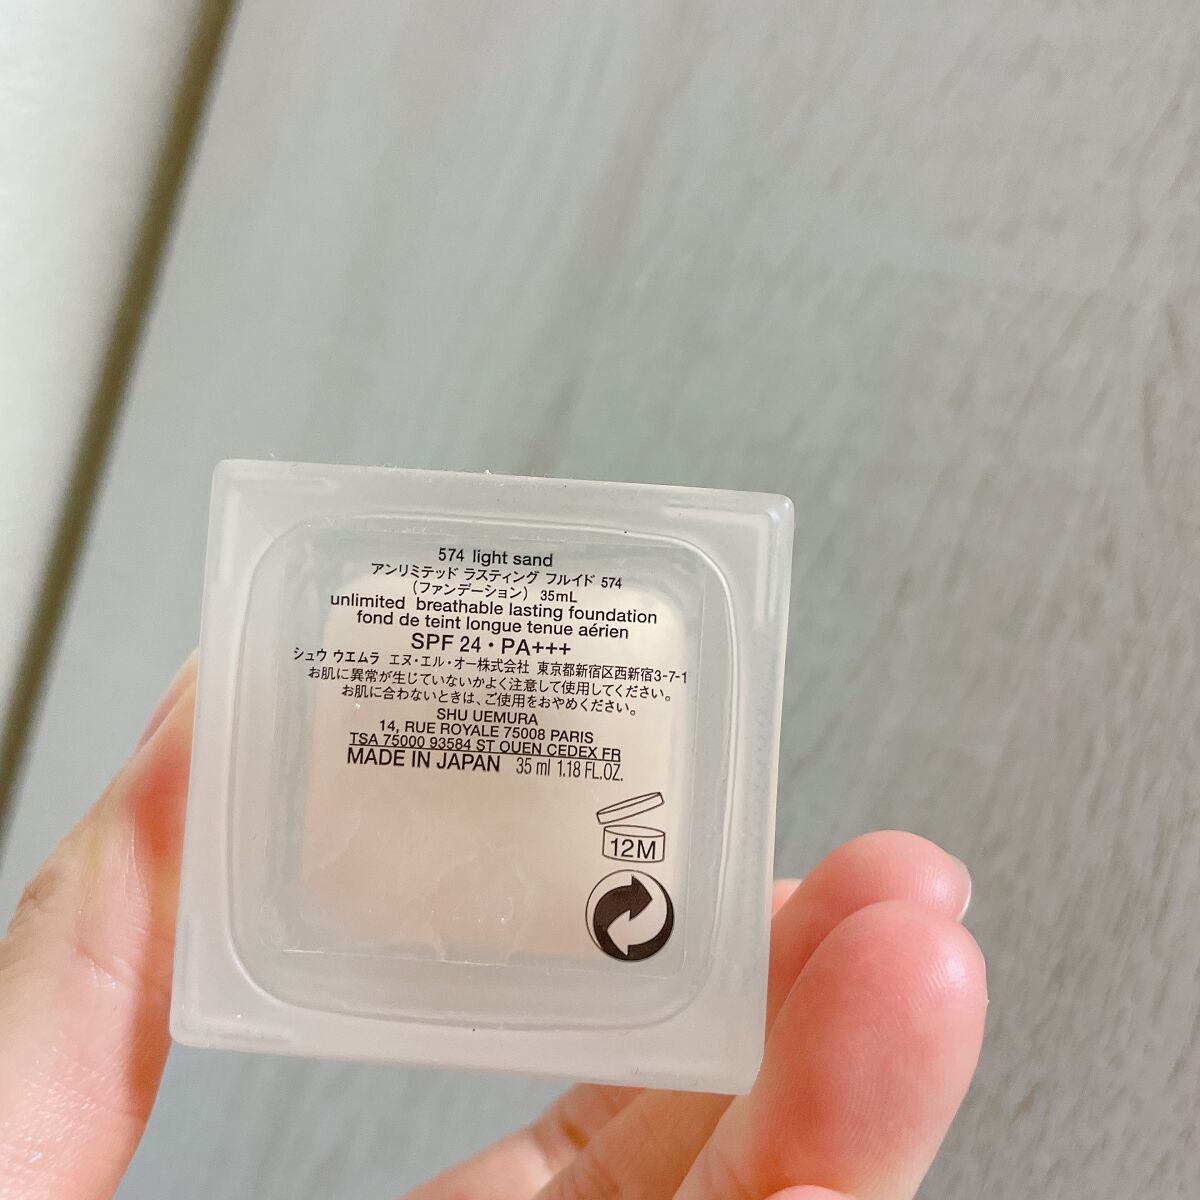 574 light sand
アンリミテッド ラスティング フルイド 574
（ファンデーション） 35mL
unlimited breathable lasting foundation
fond de teint longue tenue aérien
SPF 24・PA+++
シュウ ウエムラ エヌ・エル・オー株式会社 東京都新宿区西新宿3-7-1
お肌に異常が生じていないかよく注意して使用してください。
お肌に合わないときは、ご使用をおやめください。
SHU UEMURA
14, RUE ROYALE 75008 PARIS
TSA 75000 93584 ST OUEN CEDEX FR
MADE IN JAPAN 35 ml 1.18 FL.OZ.
12M